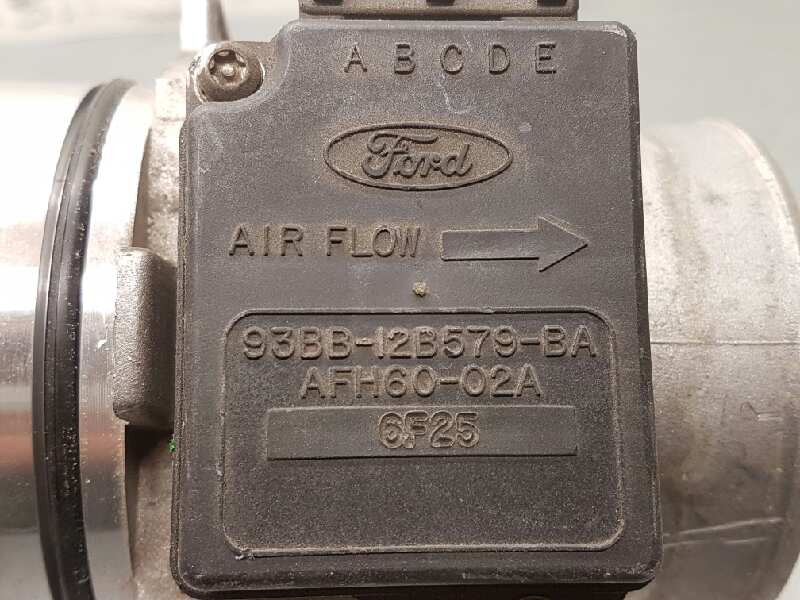 A B C D E
Ford
AIR FLOW
93BB-12B579-BA
AFH60-02A
6F25